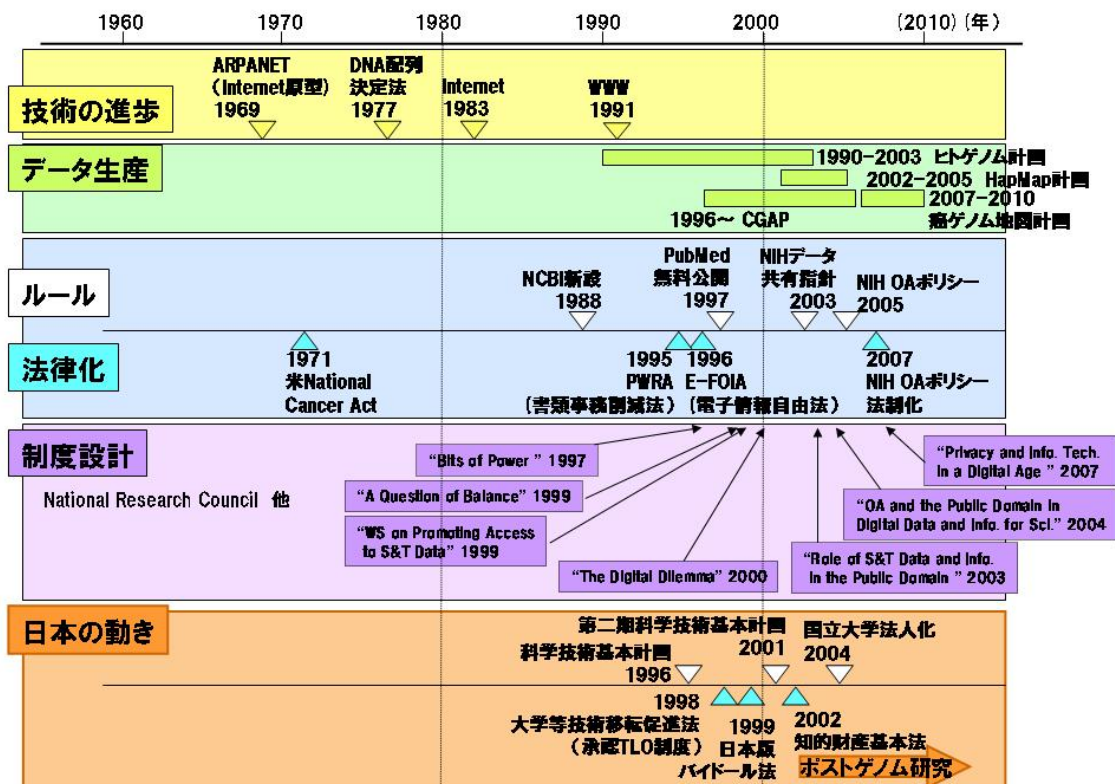 1960 1970 1980 1990 2000 (2010)(年)
ARPANET
(Internet原型)
1969
DNA配列
決定法
1977
Internet
1983
WWW
1991
技術の進歩
データ生産
1990-2003 ヒトゲノム計画
2002-2005 HapMap計画
2007-2010
癌ゲノム地図計画
1996~ CGAP
ルール
NCBI新設
1988
PubMed
無料公開
1997
NIHデータ
共有指針
2003
NIH OAポリシー
2005
法律化
1971
米National
Cancer Act
1995
PWRA
(書類事務削減法)
1996
E-FOIA
(電子情報自由法)
2007
NIH OAポリシー
法制化
制度設計
National Research Council 他
"Bits of Power " 1997
"A Question of Balance" 1999
"WS on Promoting Access
to S&T Data" 1999
"The Digital Dilemma" 2000
"Privacy and Info. Tech.
In a Digital Age " 2007
"OA and the Public Domain in
Digital Data and Info. for Sci." 2004
"Role of S&T Data and Info.
In the Public Domain " 2003
日本の動き
科学技術基本計画
1996
第二期科学技術基本計画
2001
国立大学法人化
2004
1998
大学等技術移転促進法
(承認TLO制度)
1999
日本版
バイドール法
2002
知的財産基本法
ポストゲノム研究